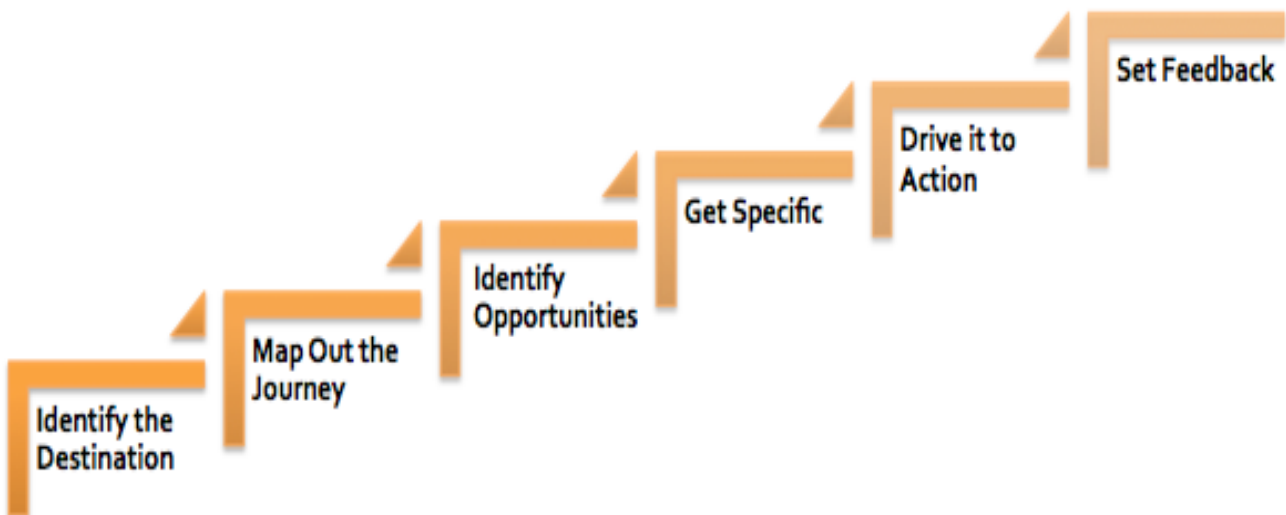 Identify the
Destination
Map Out the
Journey
Identify
Opportunities
Get Specific
Drive it to
Action
Set Feedback